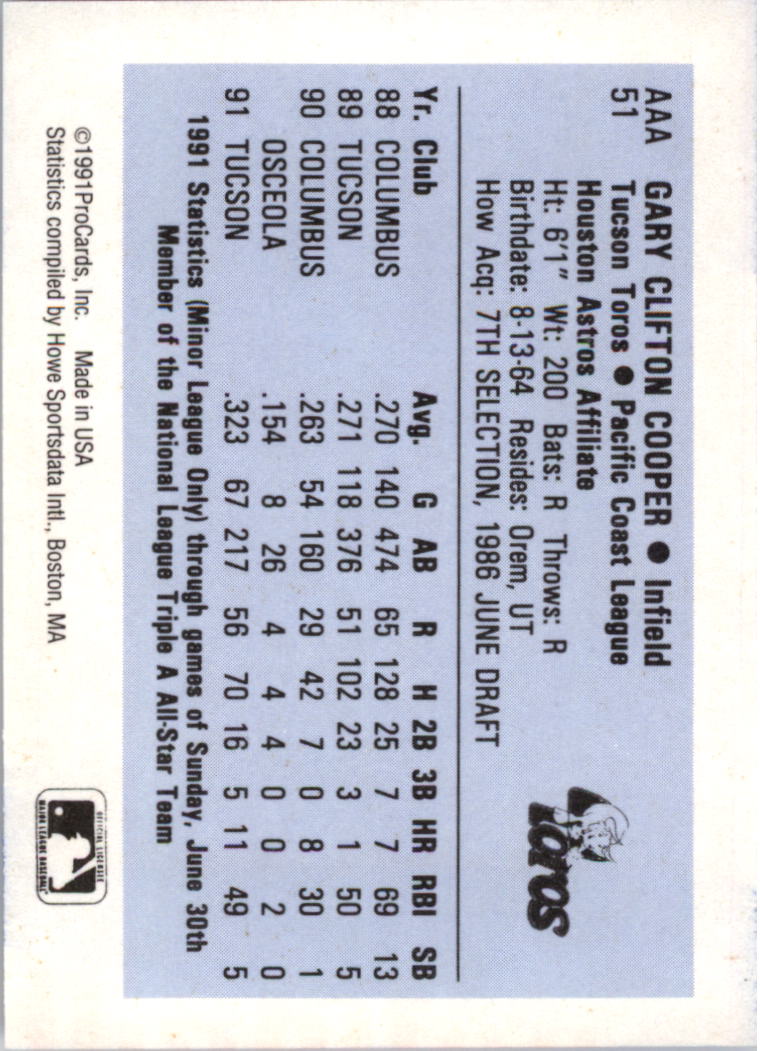 AAA GARY CLIFTON COOPER ● Infield
51 Tucson Toros ● Pacific Coast League
Houston Astros Affiliate
Ht: 6'1" Wt: 200 Bats: R Throws: R
Birthdate: 8-13-64 Resides: Orem, UT
How Acq: 7TH SELECTION, 1986 JUNE DRAFT
Toros
Yr. Club Avg. G AB R H 2B 3B HR RBI SB
88 COLUMBUS .270 140 474 65 128 25 7 7 69 13
89 TUCSON .271 118 376 51 102 23 3 1 50 5
90 COLUMBUS .263 54 160 29 42 7 0 8 30 1
OSCEOLA .154 8 26 4 4 4 0 0 2 0
91 TUCSON .323 67 217 56 70 16 5 11 49 5
1991 Statistics (Minor League Only) through games of Sunday, June 30th
Member of the National League Triple A All-Star Team
©1991ProCards, Inc. Made in USA
Statistics compiled by Howe Sportsdata Intl., Boston, MA
OFFICIAL LICENSEE
MAJOR LEAGUE BASEBALL